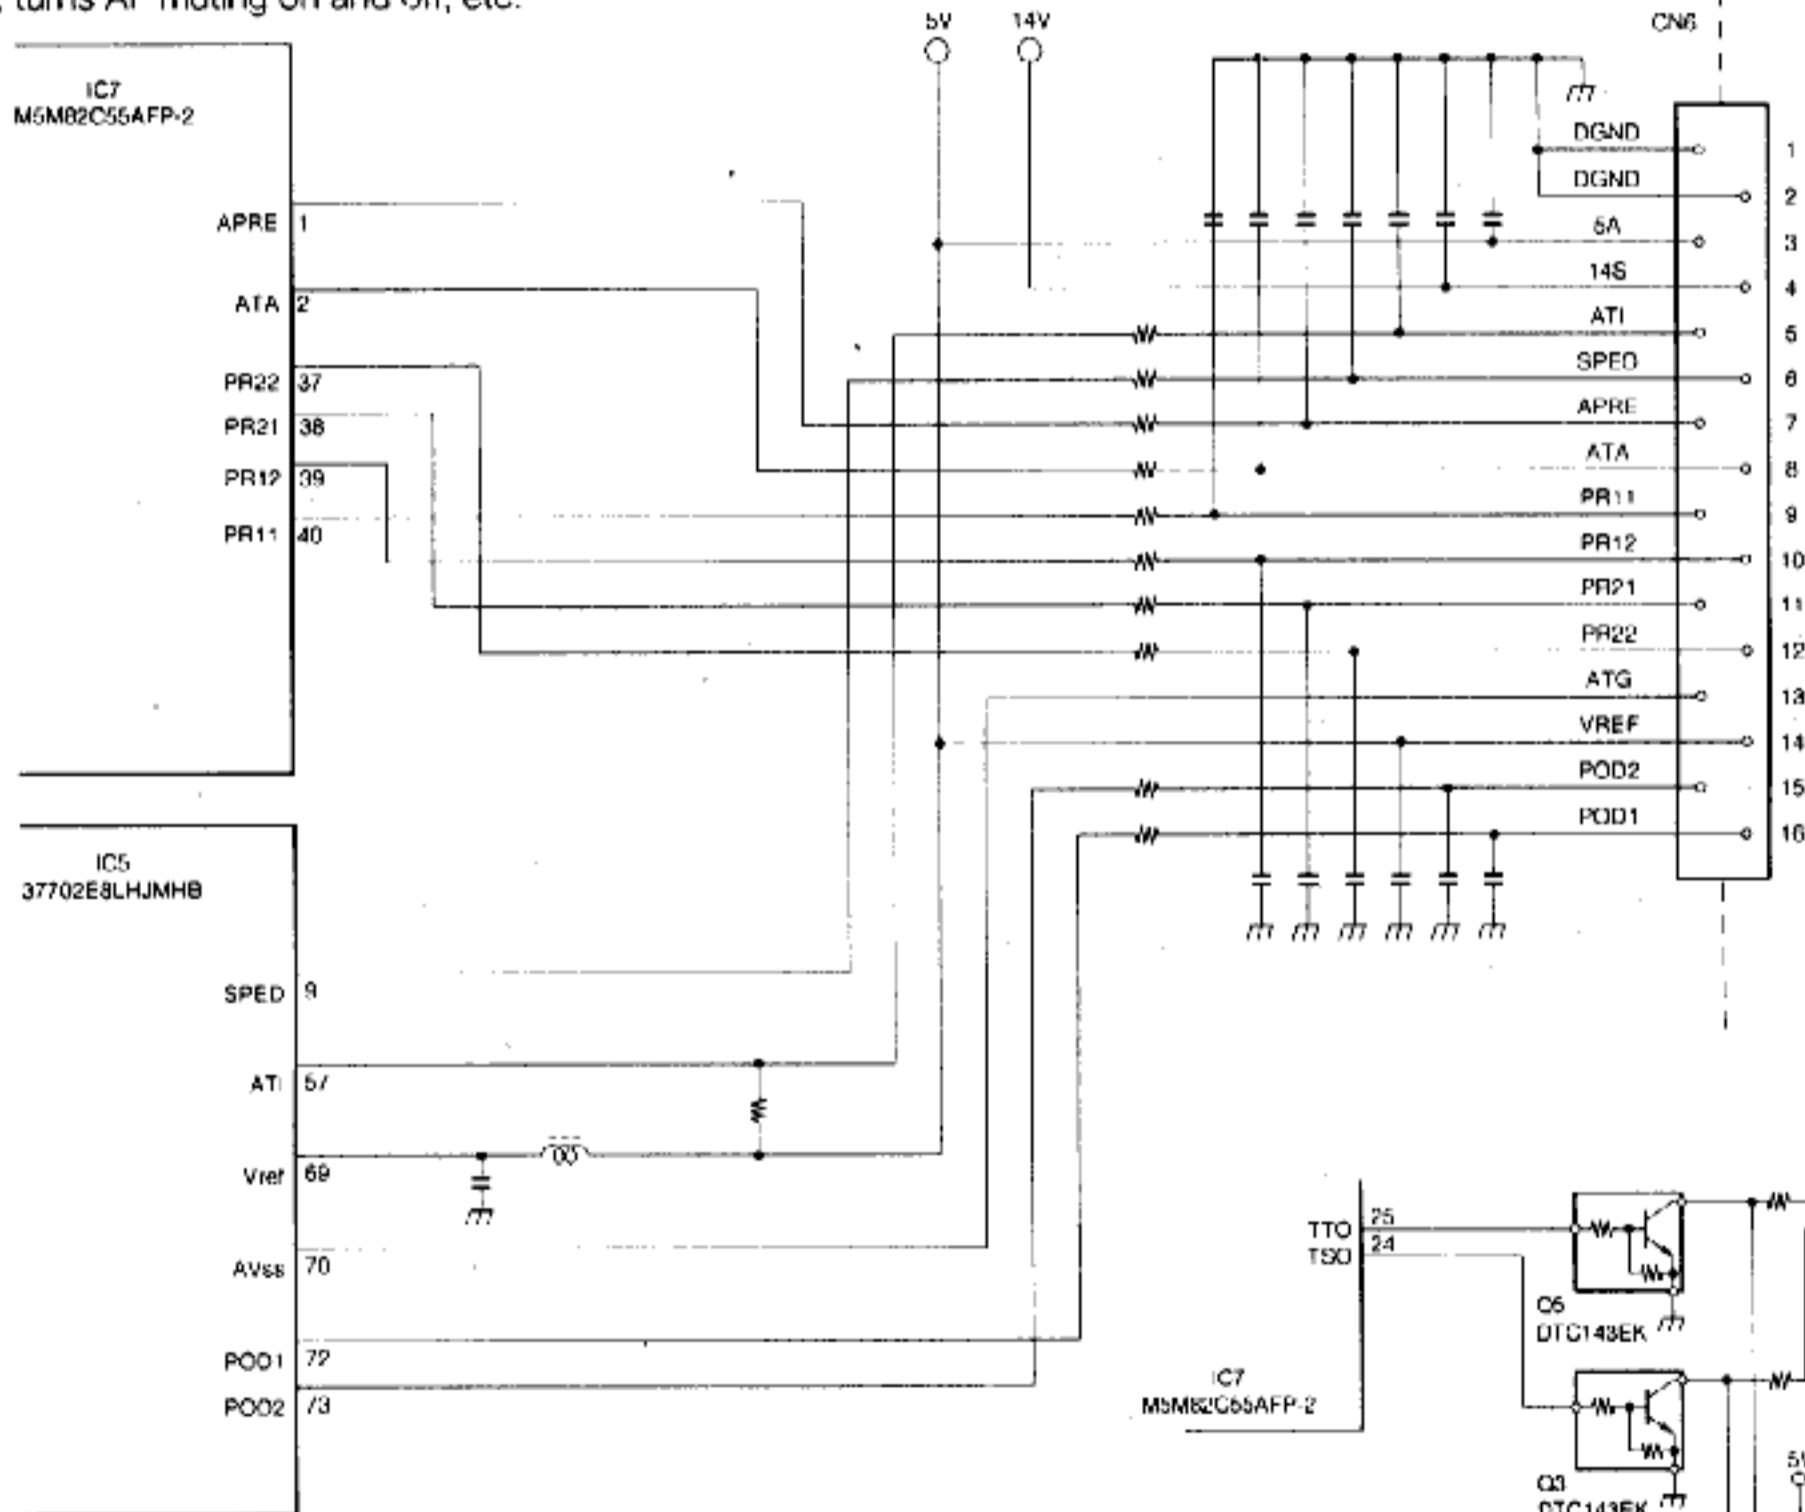 turns AF muting on and off, etc.
5V
14V
CN6
IC7
M5M82C55AFP-2
APRE 1
ATA 2
PR22 37
PR21 38
PR12 39
PR11 40
DGND 1
DGND 2
5A 3
14S 4
ATI 5
SPED 6
APRE 7
ATA 8
PR11 9
PR12 10
PR21 11
PR22 12
ATG 13
VREF 14
POD2 15
POD1 16
IC5
37702E8LHJMHB
SPED 9
ATI 57
Vref 69
AVss 70
POD1 72
POD2 73
TTO 25
TSO 24
Q5
DTC143EK
IC7
M5M82C55AFP-2
Q3
DTC143EK